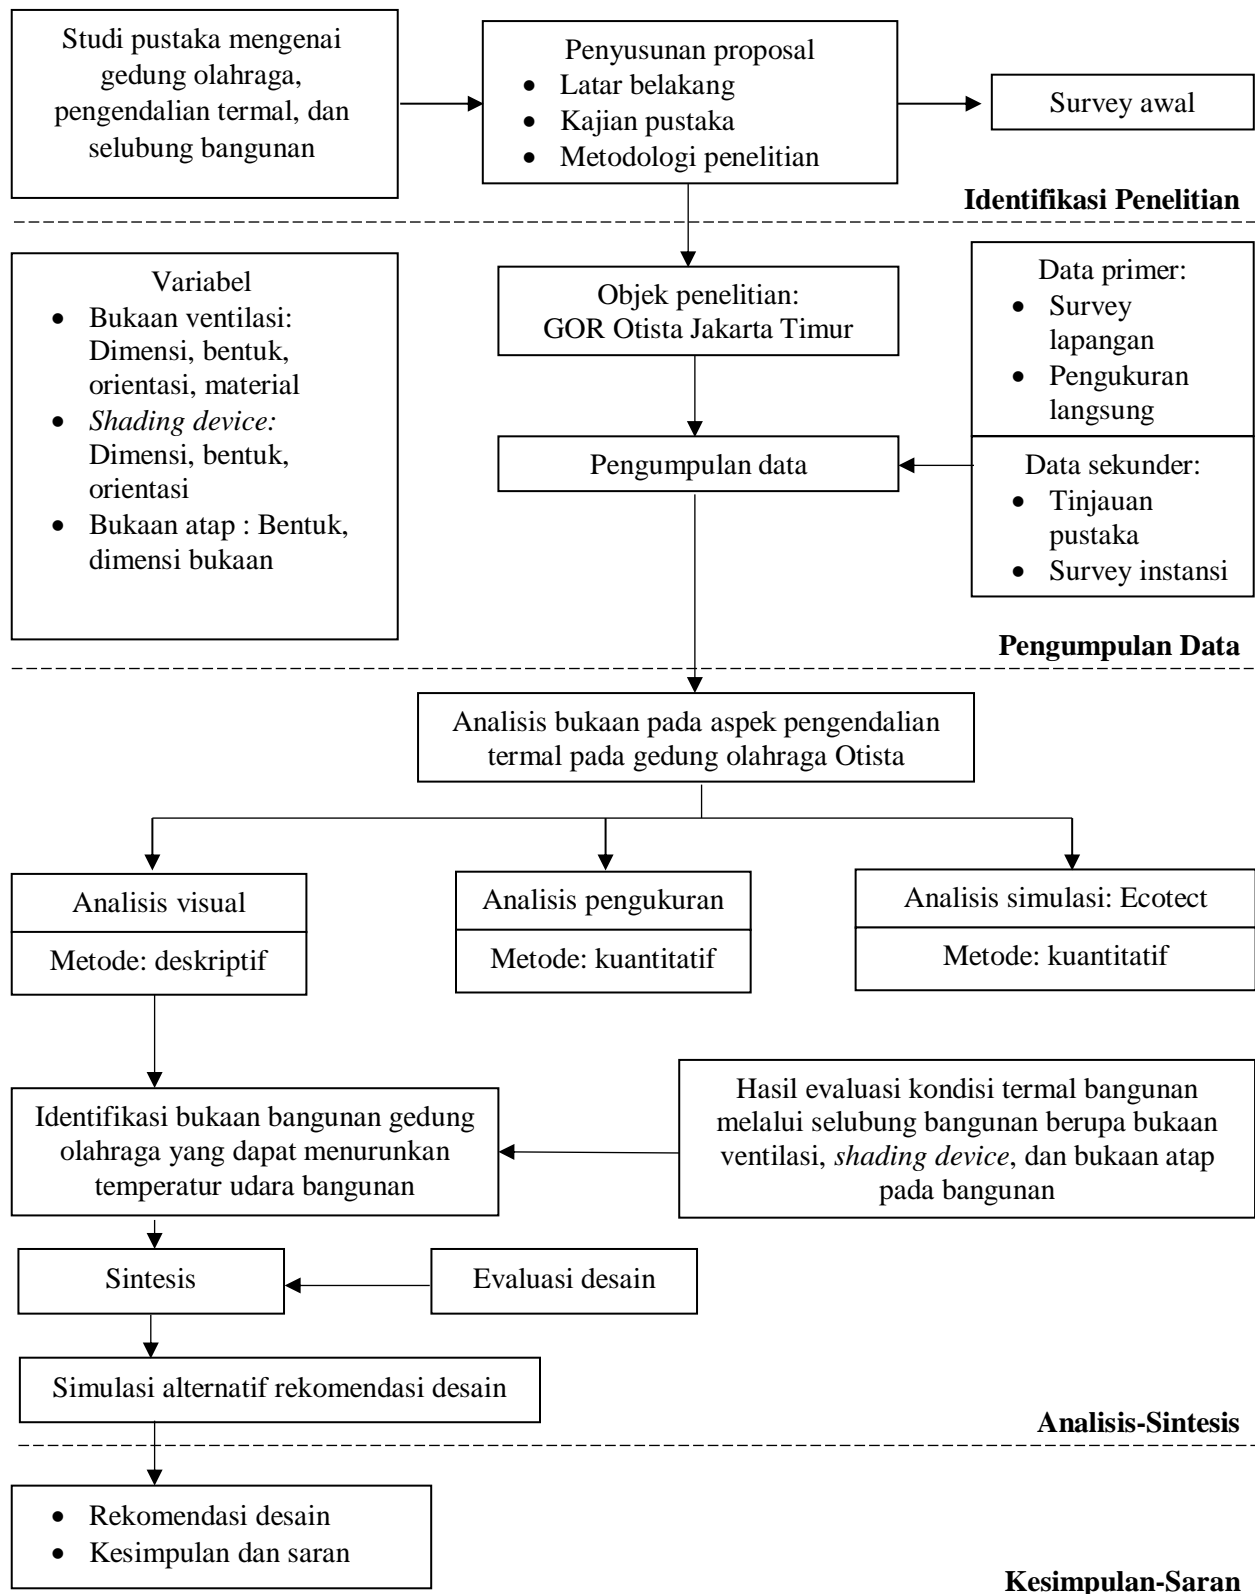 Studi pustaka mengenai
gedung olahraga,
pengendalian termal, dan
selubung bangunan
Penyusunan proposal
• Latar belakang
• Kajian pustaka
• Metodologi penelitian
Survey awal
Identifikasi Penelitian
Variabel
• Bukaan ventilasi:
Dimensi, bentuk,
orientasi, material
• Shading device:
Dimensi, bentuk,
orientasi
• Bukaan atap : Bentuk,
dimensi bukaan
Objek penelitian:
GOR Otista Jakarta Timur
Pengumpulan data
Data primer:
• Survey
lapangan
• Pengukuran
langsung
Data sekunder:
• Tinjauan
pustaka
• Survey instansi
Pengumpulan Data
Analisis bukaan pada aspek pengendalian
termal pada gedung olahraga Otista
Analisis visual
Metode: deskriptif
Analisis pengukuran
Metode: kuantitatif
Analisis simulasi: Ecotect
Metode: kuantitatif
Identifikasi bukaan bangunan gedung
olahraga yang dapat menurunkan
temperatur udara bangunan
Hasil evaluasi kondisi termal bangunan
melalui selubung bangunan berupa bukaan
ventilasi, shading device, dan bukaan atap
pada bangunan
Sintesis
Evaluasi desain
Simulasi alternatif rekomendasi desain
Analisis-Sintesis
• Rekomendasi desain
• Kesimpulan dan saran
Kesimpulan-Saran